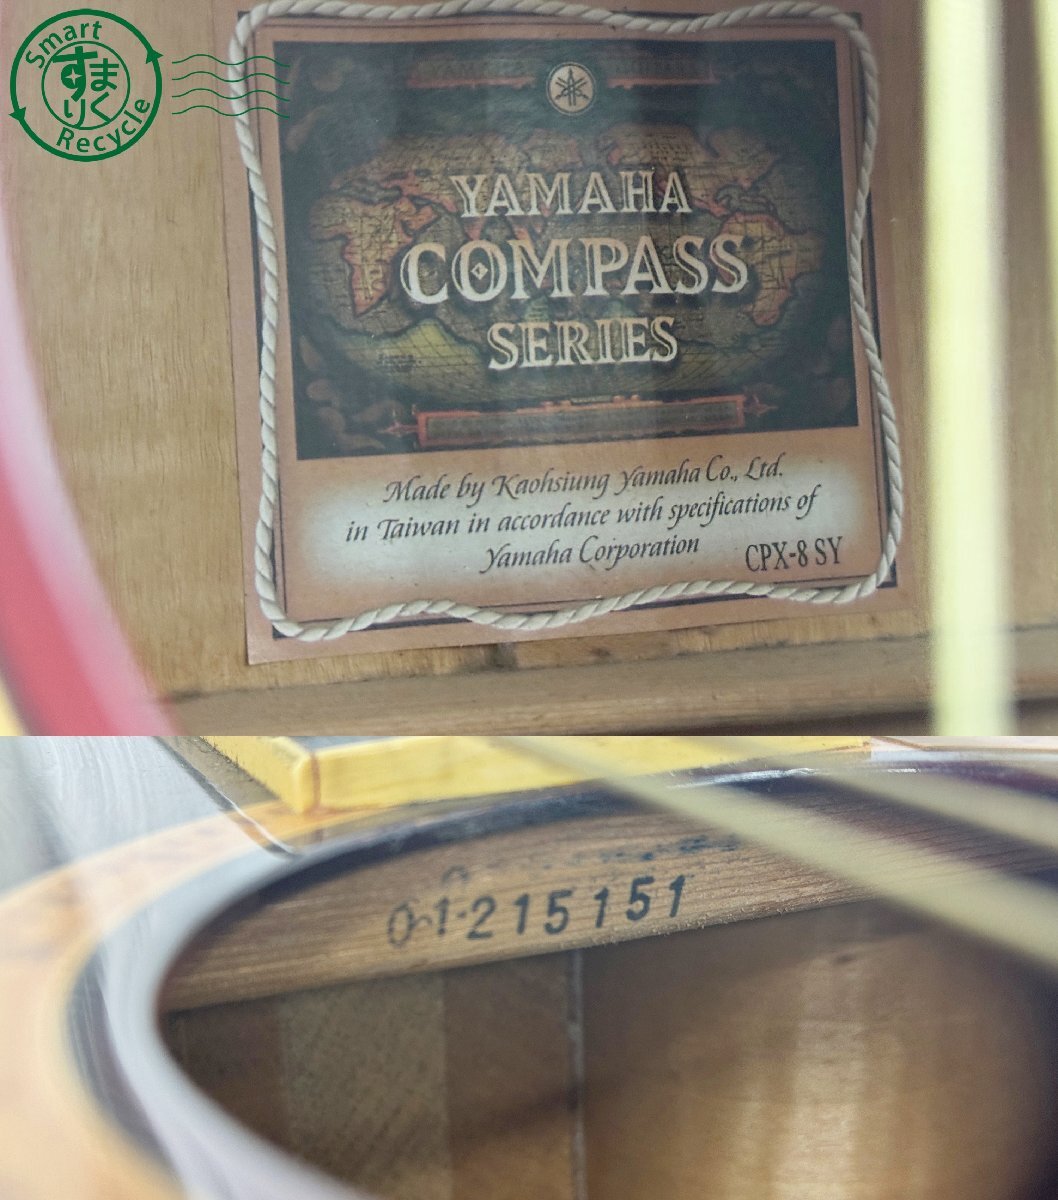 Smart
すまりく
Recycle
YAMAHA
COMPASS
SERIES
Made by Kaohsiung Yamaha Co., Ltd.
in Taiwan in accordance with specifications of
Yamaha Corporation
CPX-8 SY
215151